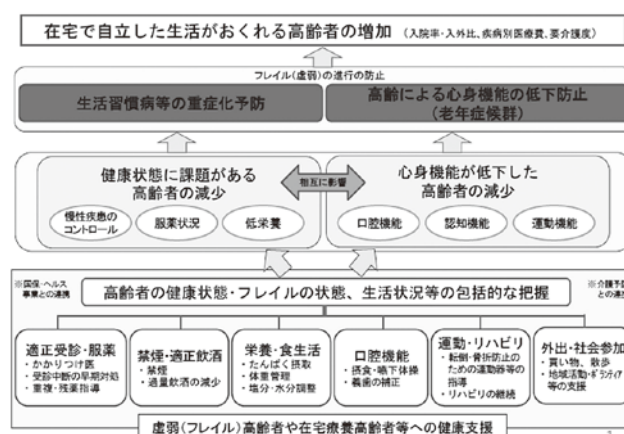 在宅で自立した生活がおくれる高齢者の増加 (入院率・入外比、疾病別医療費、要介護度)
フレイル(虚弱)の進行の防止
生活習慣病等の重症化予防
高齢による心身機能の低下防止
(老年症候群)
健康状態に課題がある
高齢者の減少
慢性疾患の
コントロール
服薬状況
低栄養
相互に影響
心身機能が低下した
高齢者の減少
口腔機能
認知機能
運動機能
※国保・ヘルス
事業との連携
高齢者の健康状態・フレイルの状態、生活状況等の包括的な把握
※介護予防
との連携
適正受診・服薬
・かかりつけ医
・受診中断の早期対処
・重複・残薬指導
禁煙・適正飲酒
・禁煙
・過量飲酒の減少
栄養・食生活
・たんぱく摂取
・体重管理
・塩分・水分調整
口腔機能
・摂食・嚥下体操
・義歯の補正
運動・リハビリ
・転倒・骨折防止の
ための運動器等の
指導
・リハビリの継続
外出・社会参加
・買い物、散歩
・地域活動・ボランティア
等の支援
虚弱(フレイル)高齢者や在宅療養高齢者等への健康支援